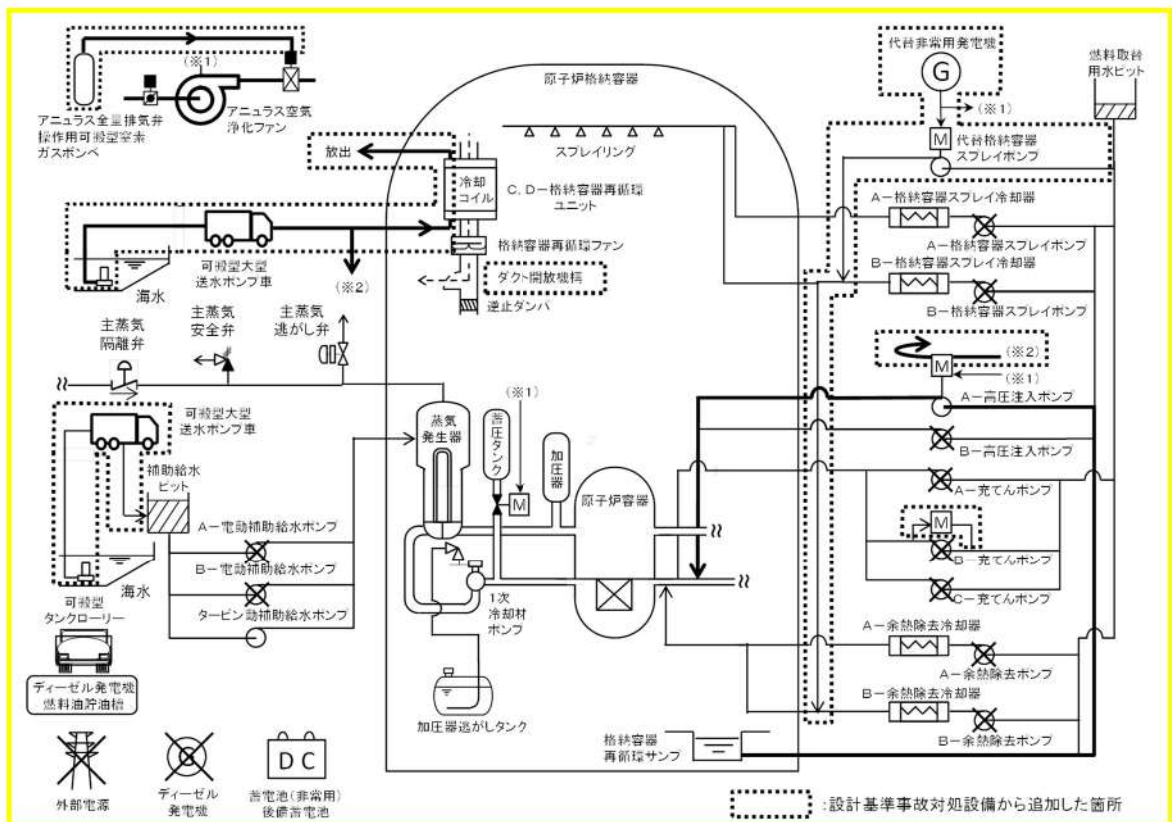 (※1)
アニュラス全量排気弁
操作用可搬型窒素
ガスボンベ
アニュラス空気
浄化ファン
原子炉格納容器
スプレイリング
放出
冷却
コイル
C,D-格納容器再循環
ユニット
格納容器再循環ファン
ダクト開放機構
逆止ダンパ
可搬型大型
送水ポンプ車
海水
(※2)
代替非常用発電機
G
(※1)
M
代替格納容器
スプレイポンプ
燃料取替
用水ピット
A-格納容器スプレイ冷却器
A-格納容器スプレイポンプ
B-格納容器スプレイ冷却器
B-格納容器スプレイポンプ
(※2)
M
(※1)
A-高圧注入ポンプ
B-高圧注入ポンプ
A-充てんポンプ
M
B-充てんポンプ
C-充てんポンプ
A-余熱除去冷却器
A-余熱除去ポンプ
B-余熱除去冷却器
B-余熱除去ポンプ
主蒸気
隔離弁
主蒸気
安全弁
主蒸気
逃がし弁
可搬型大型
送水ポンプ車
補助給水
ピット
A-電動補助給水ポンプ
B-電動補助給水ポンプ
タービン動補助給水ポンプ
海水
可搬型
タンクローリー
ディーゼル発電機
燃料油貯油槽
蒸気
発生器
蓄圧タンク
(※1)
M
加圧器
原子炉容器
1次
冷却材
ポンプ
加圧器逃がしタンク
格納容器
再循環サンプ
外部電源
ディーゼル
発電機
DC
蓄電池(非常用)
後備蓄電池
:設計基準事故対処設備から追加した箇所